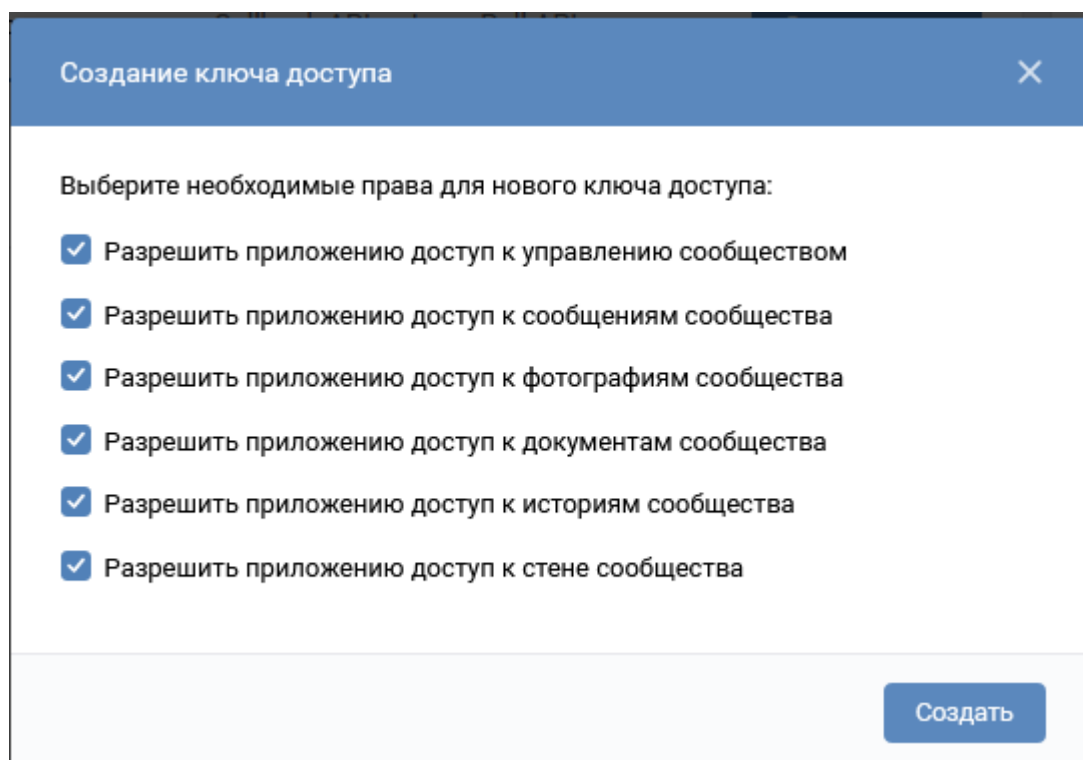 Создание ключа доступа
Выберите необходимые права для нового ключа доступа:
Разрешить приложению доступ к управлению сообществом
Разрешить приложению доступ к сообщениям сообщества
Разрешить приложению доступ к фотографиям сообщества
Разрешить приложению доступ к документам сообщества
Разрешить приложению доступ к историям сообщества
Разрешить приложению доступ к стене сообщества
Создать